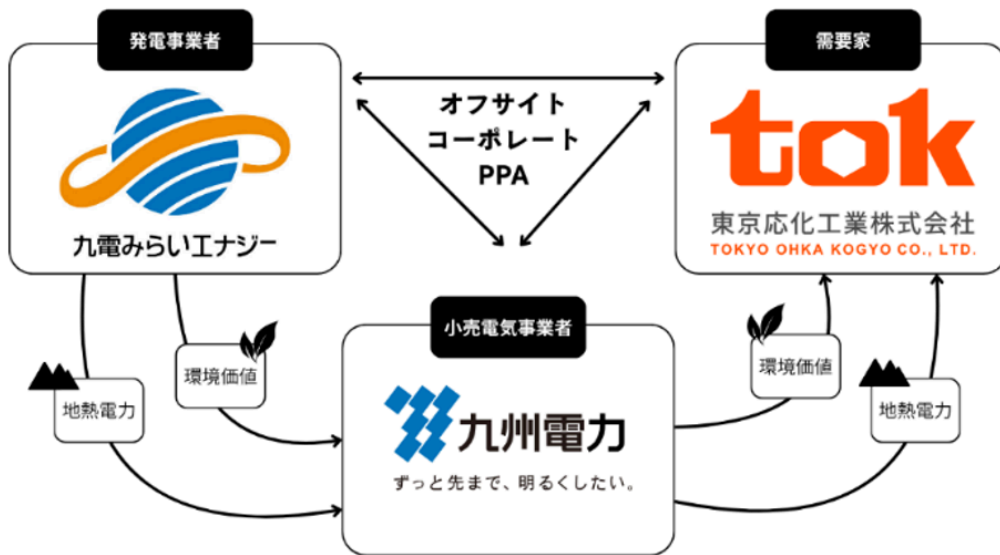 発電事業者
九電みらいエナジー
オフサイト
コーポレート
PPA
需要家
tok
東京応化工業株式会社
TOKYO OHKA KOGYO CO., LTD.
環境価値
地熱電力
小売電気事業者
九州電力
ずっと先まで、明るくしたい。
環境価値
地熱電力